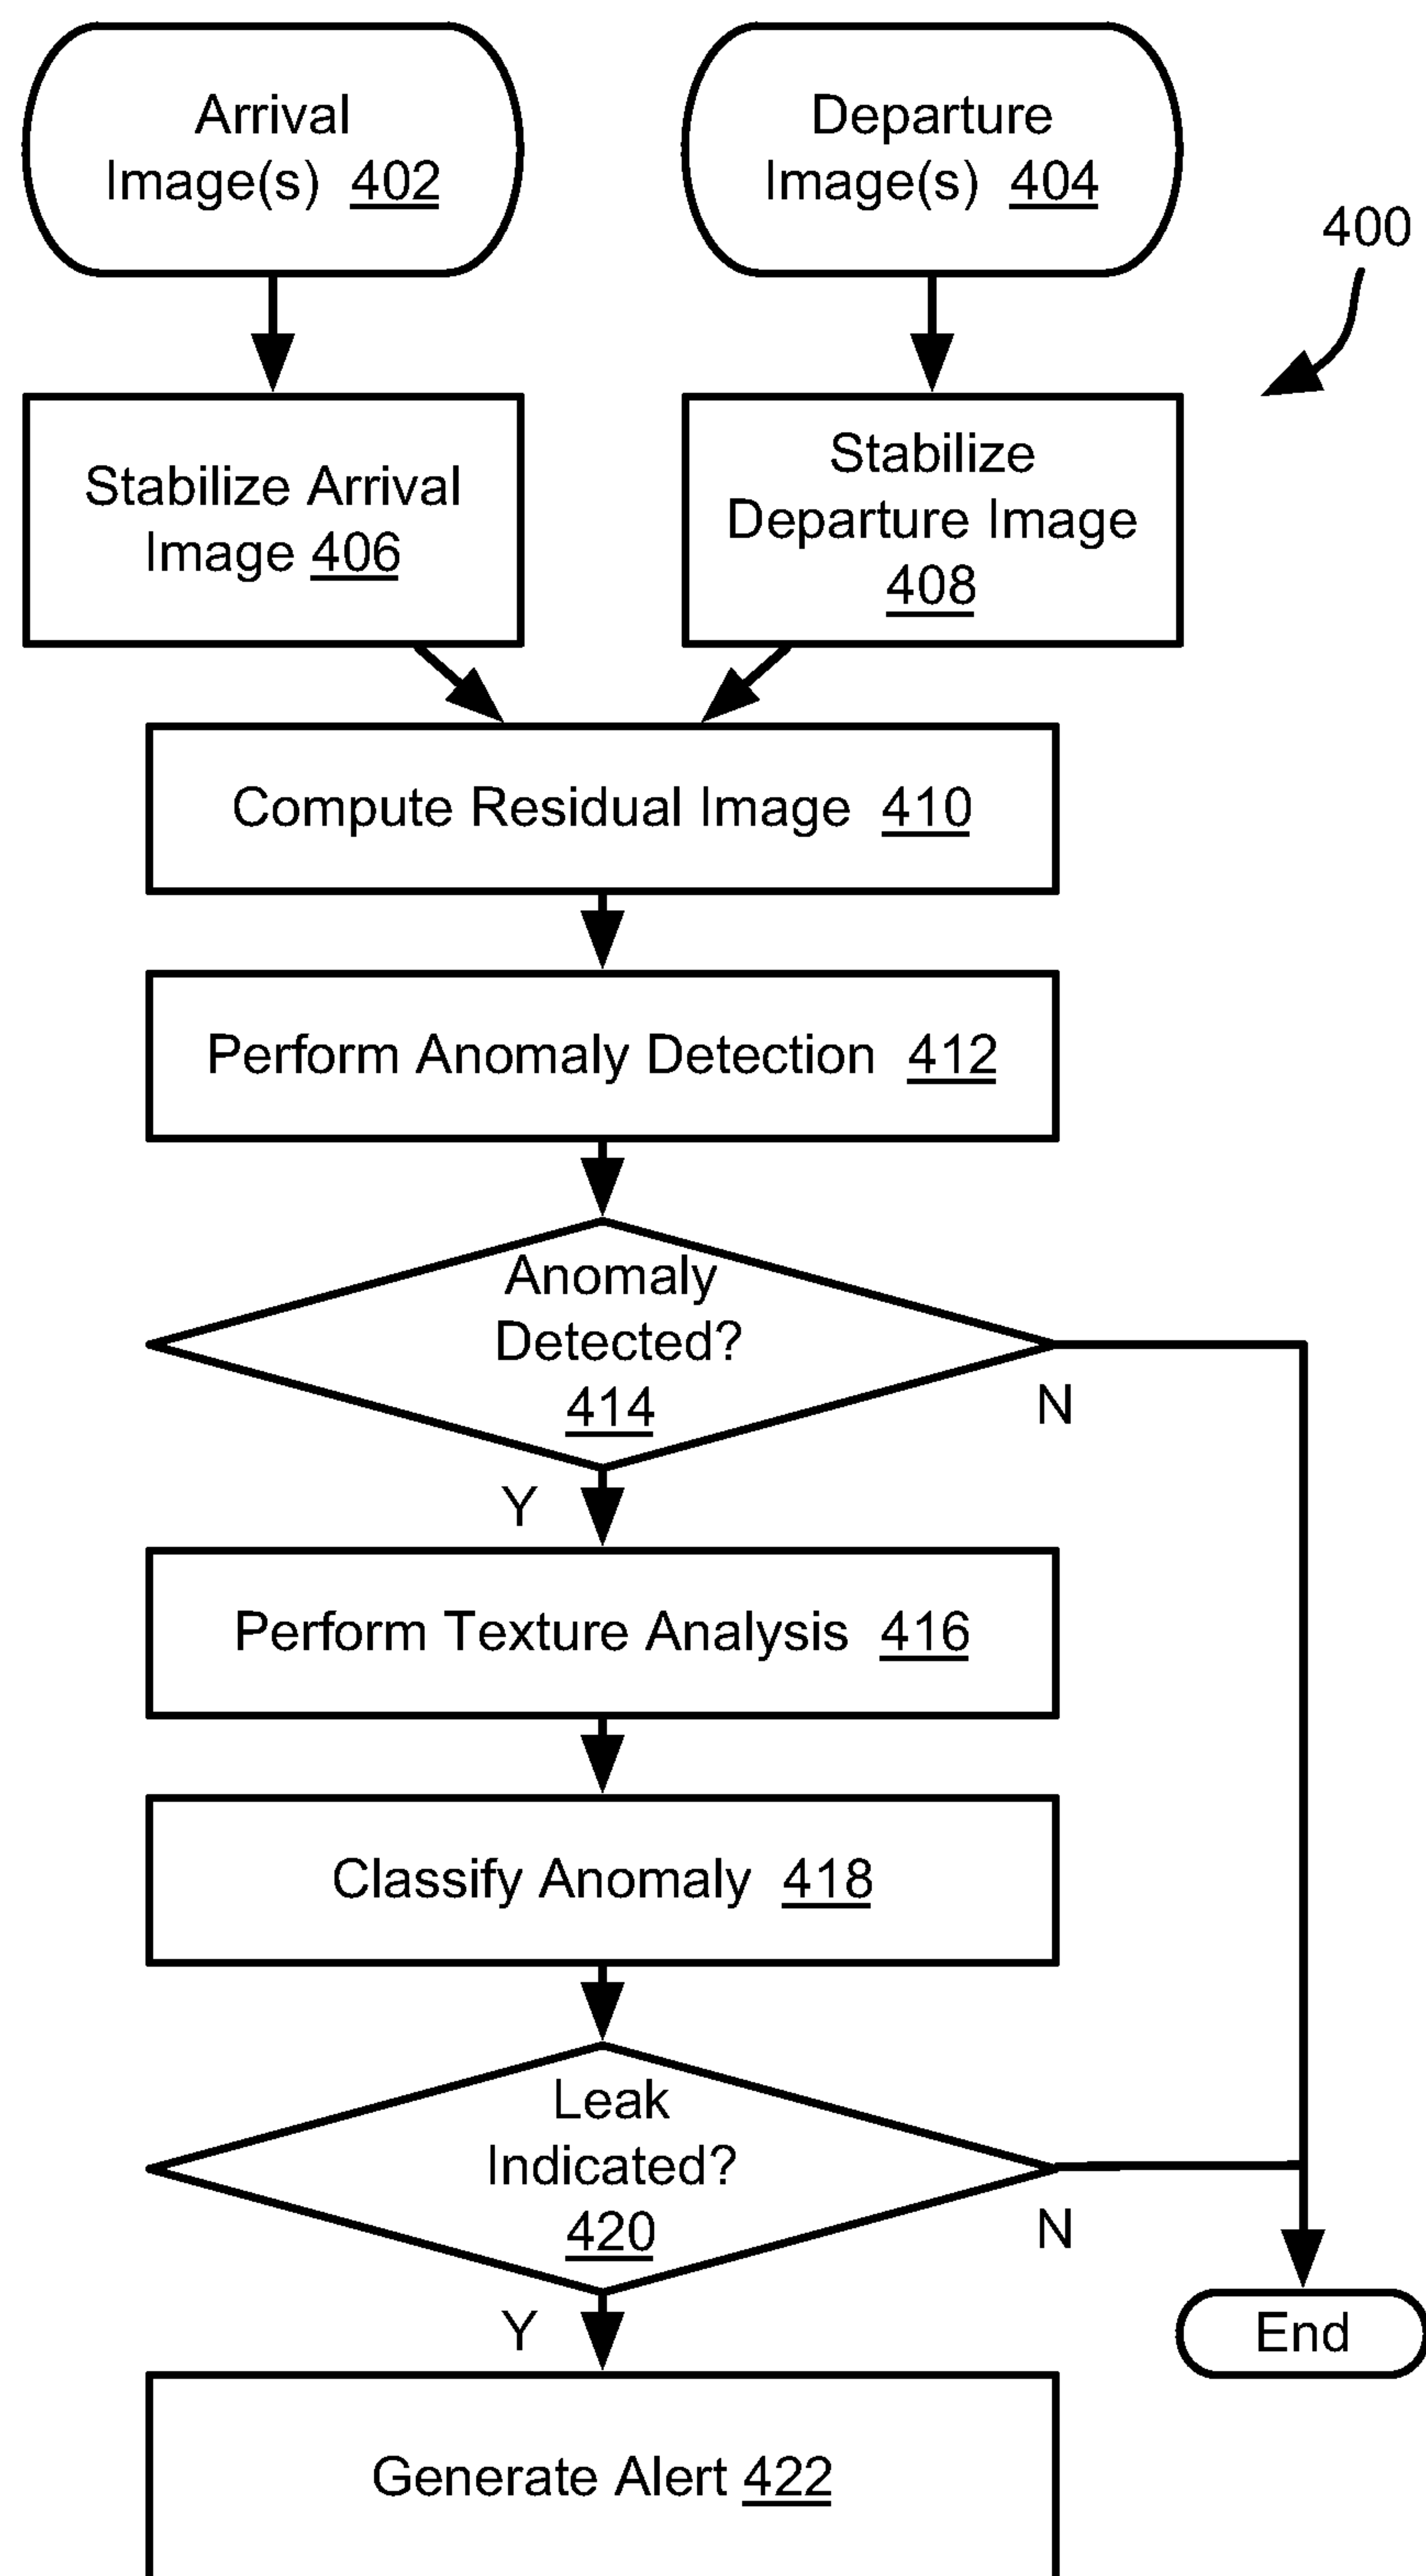 Arrival
Image(s) 402
Departure
Image(s) 404
400
Stabilize Arrival
Image 406
Stabilize
Departure Image
408
Compute Residual Image 410
Perform Anomaly Detection 412
Anomaly
Detected?
414
N
Y
Perform Texture Analysis 416
Classify Anomaly 418
Leak
Indicated?
420
N
Y
End
Generate Alert 422